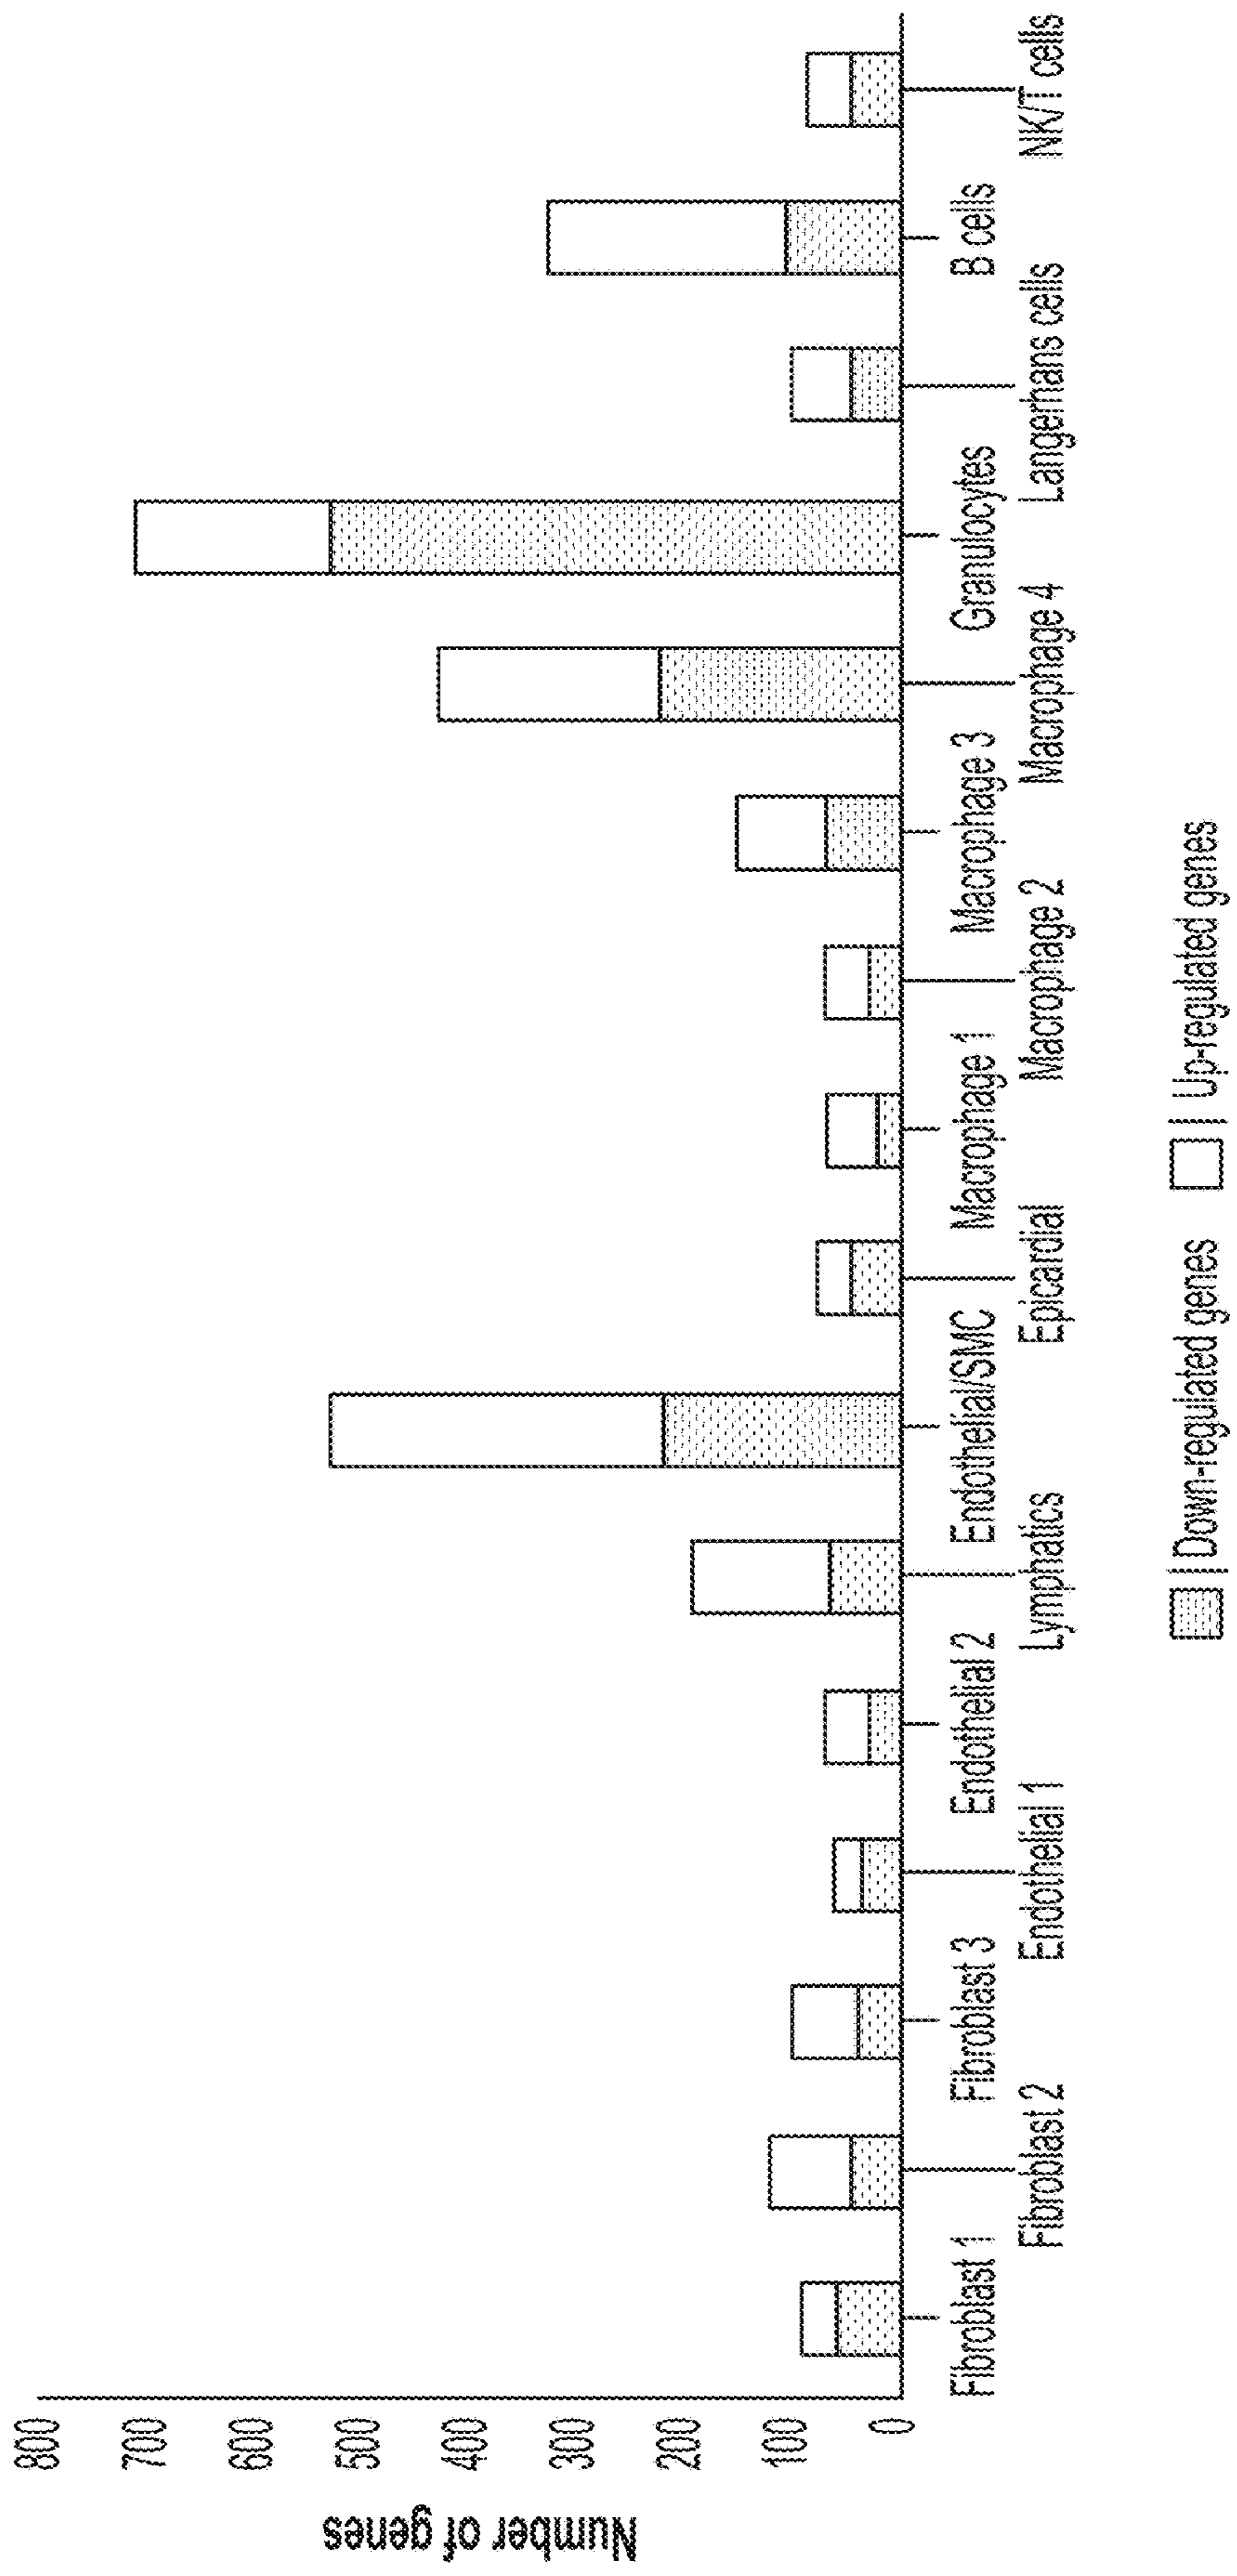 Number of genes
800
700
600
500
400
300
200
100
0
Fibroblast 1
Fibroblast 2
Fibroblast 3
Endothelial 1
Endothelial 2
Lymphatics
Endothelial/SMC
Epicardial
Macrophage 1
Macrophage 2
Macrophage 3
Macrophage 4
Granulocytes
Langerhans cells
B cells
NK/T cells
Down-regulated genes
Up-regulated genes